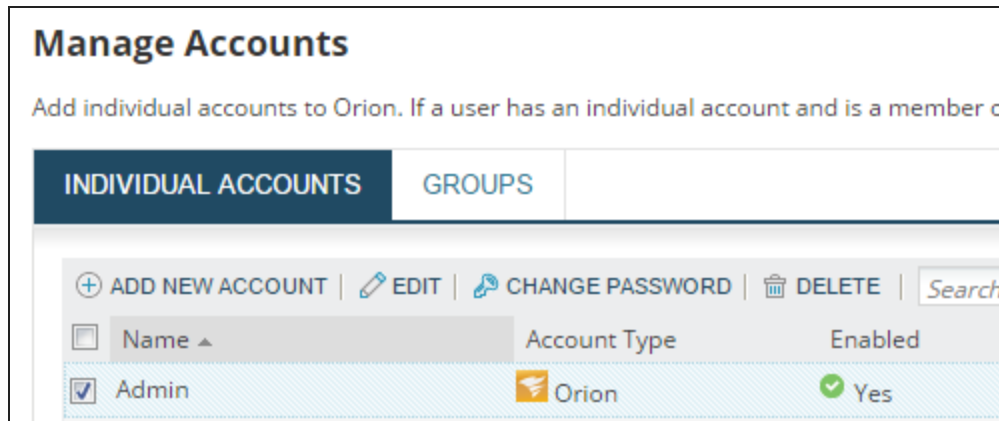 Manage Accounts
Add individual accounts to Orion. If a user has an individual account and is a member
INDIVIDUAL ACCOUNTS GROUPS
ADD NEW ACCOUNT | EDIT | CHANGE PASSWORD | DELETE | Search
Name Account Type Enabled
Admin Orion Yes